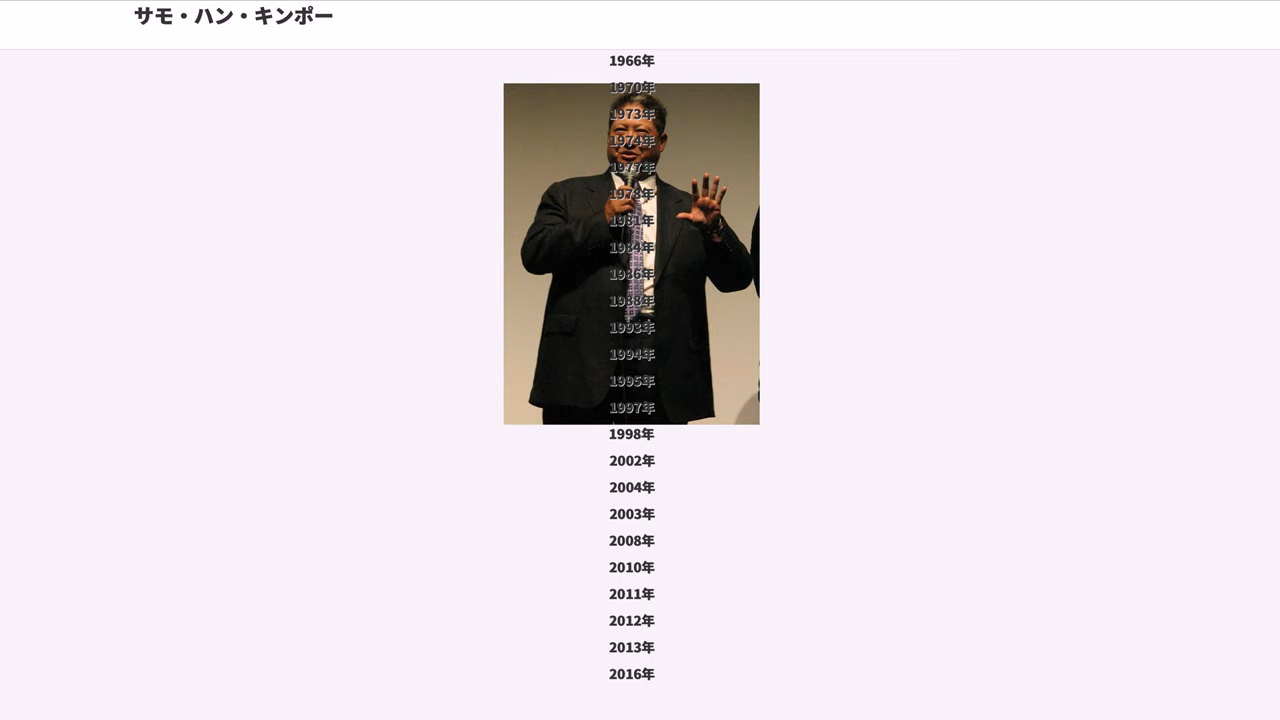 サモ・ハン・キンポー
1966年
1970年
1973年
1974年
1977年
1978年
1981年
1984年
1986年
1988年
1993年
1994年
1995年
1997年
1998年
2002年
2004年
2003年
2008年
2010年
2011年
2012年
2013年
2016年